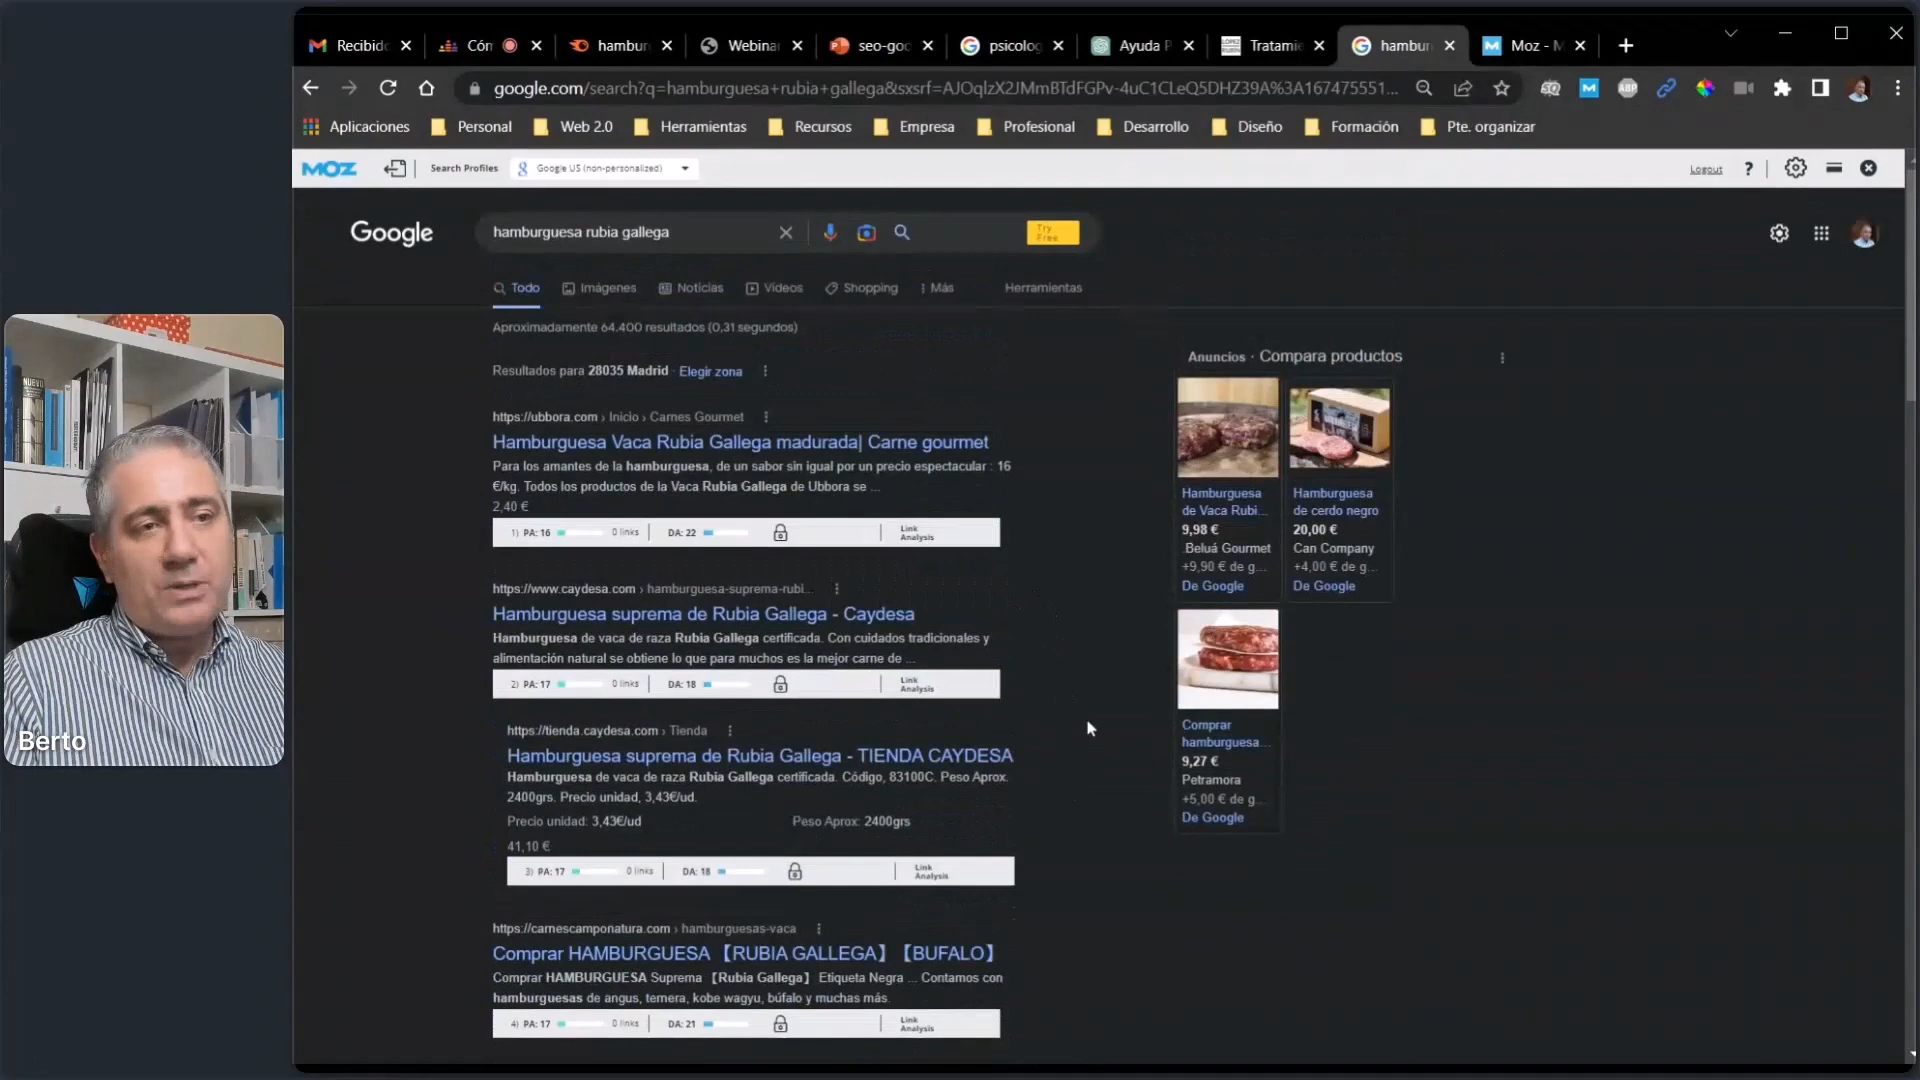 Recibido
Cóm
hambur
Webina
seo-goo
psicolog
Ayuda P
Tratamie
hambur
Moz - M
google.com/search?q=hamburguesa+rubia+gallega&sxsrf=AJOqlzX2JMmBTdFGPv-4uC1CLeQ5DHZ39A%3A167475551...
Aplicaciones
Personal
Web 2.0
Herramientas
Recursos
Empresa
Profesional
Desarrollo
Diseño
Formación
Pte. organizar
MOZ
Search Profiles
Google US (non-personalized)
Logout
Google
hamburguesa rubia gallega
Try Free
Todo
Imágenes
Noticias
Vídeos
Shopping
Más
Herramientas
Aproximadamente 64.400 resultados (0,31 segundos)
Resultados para 28035 Madrid · Elegir zona
https://ubbora.com › Inicio › Carnes Gourmet
Hamburguesa Vaca Rubia Gallega madurada| Carne gourmet
Para los amantes de la hamburguesa, de un sabor sin igual por un precio espectacular : 16
€/kg. Todos los productos de la Vaca Rubia Gallega de Ubbora se ...
2,40 €
1) PA: 16 0 links DA: 22 Link Analysis
https://www.caydesa.com › hamburguesa-suprema-rubi...
Hamburguesa suprema de Rubia Gallega - Caydesa
Hamburguesa de vaca de raza Rubia Gallega certificada. Con cuidados tradicionales y
alimentación natural se obtiene lo que para muchos es la mejor carne de ...
2) PA: 17 0 links DA: 18 Link Analysis
https://tienda.caydesa.com › Tienda
Hamburguesa suprema de Rubia Gallega - TIENDA CAYDESA
Hamburguesa de vaca de raza Rubia Gallega certificada. Código, 83100C. Peso Aprox.
2400grs. Precio unidad, 3,43€/ud.
Precio unidad: 3,43€/ud Peso Aprox: 2400grs
41,10 €
3) PA: 17 0 links DA: 18 Link Analysis
https://carnescamponatura.com › hamburguesas-vaca
Comprar HAMBURGUESA 【RUBIA GALLEGA】【BUFALO】
Comprar HAMBURGUESA Suprema 【Rubia Gallega】 Etiqueta Negra ... Contamos con
hamburguesas de angus, ternera, kobe wagyu, búfalo y muchas más.
4) PA: 17 0 links DA: 21 Link Analysis
Anuncios · Compara productos
Hamburguesa
de Vaca Rubi...
9,98 €
.Beluá Gourmet
+9,90 € de g...
De Google
Hamburguesa
de cerdo negro
20,00 €
Can Company
+4,00 € de g...
De Google
Comprar
hamburguesa...
9,27 €
Petramora
+5,00 € de g...
De Google
NUEVO
Berto